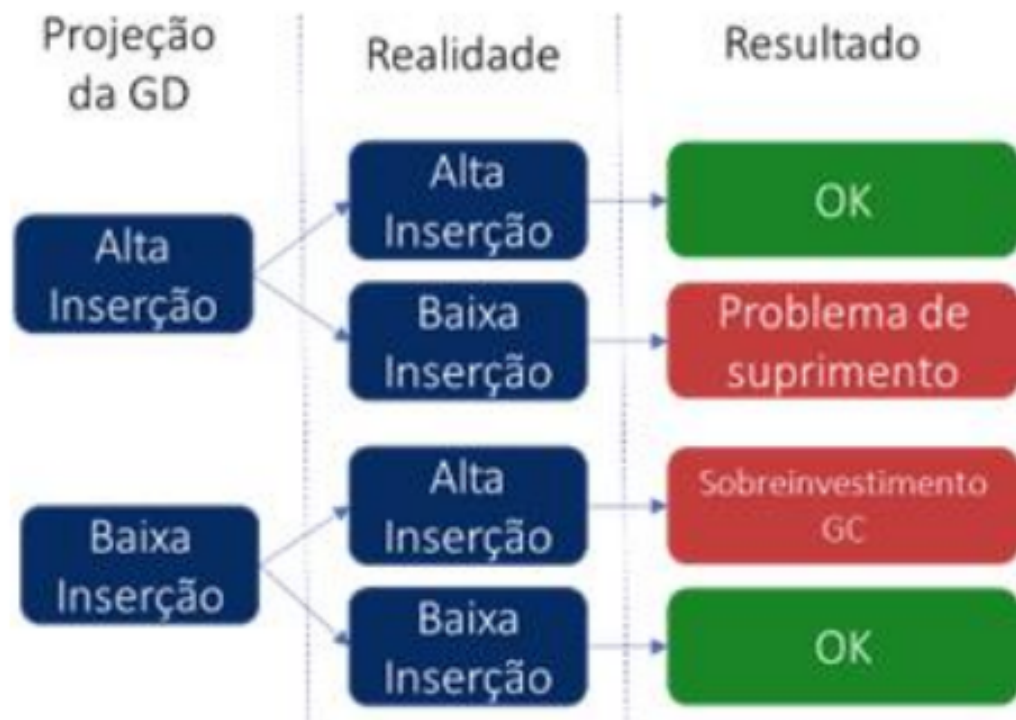 Projeção
da GD
Realidade
Resultado
Alta
Inserção
Alta
Inserção
OK
Baixa
Inserção
Problema de
suprimento
Baixa
Inserção
Alta
Inserção
Sobreinvestimento
GC
Baixa
Inserção
OK